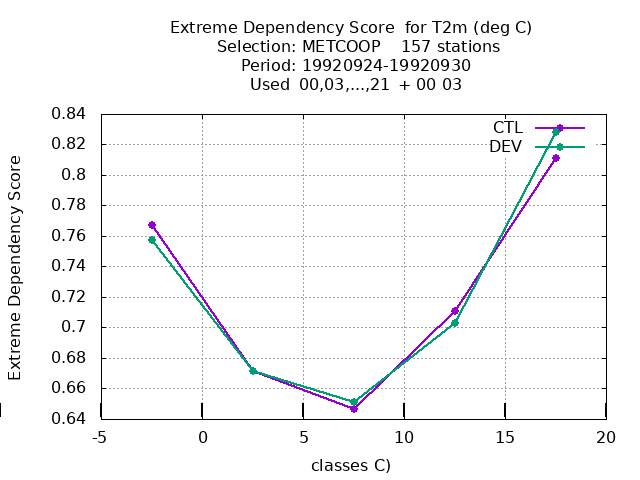 Extreme Dependency Score  for T2m (deg C)
Selection: METCOOP    157 stations
Period: 19920924-19920930
Used  00,03,...,21  + 00 03
Extreme Dependency Score
0.84
0.82
0.8
0.78
0.76
0.74
0.72
0.7
0.68
0.66
0.64
CTL
DEV
-5 0 5 10 15 20
classes C)